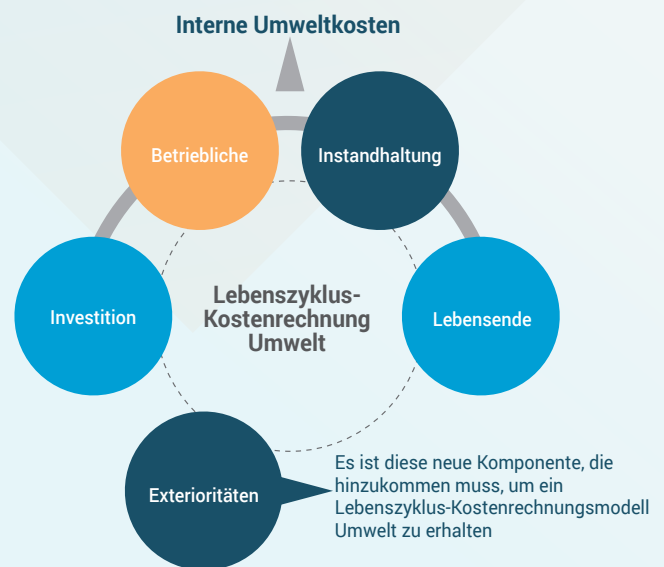 Interne Umweltkosten
Betriebliche
Instandhaltung
Investition
Lebenszyklus-
Kostenrechnung
Umwelt
Lebensende
Exterioritäten
Es ist diese neue Komponente, die
hinzukommen muss, um ein
Lebenszyklus-Kostenrechnungsmodell
Umwelt zu erhalten